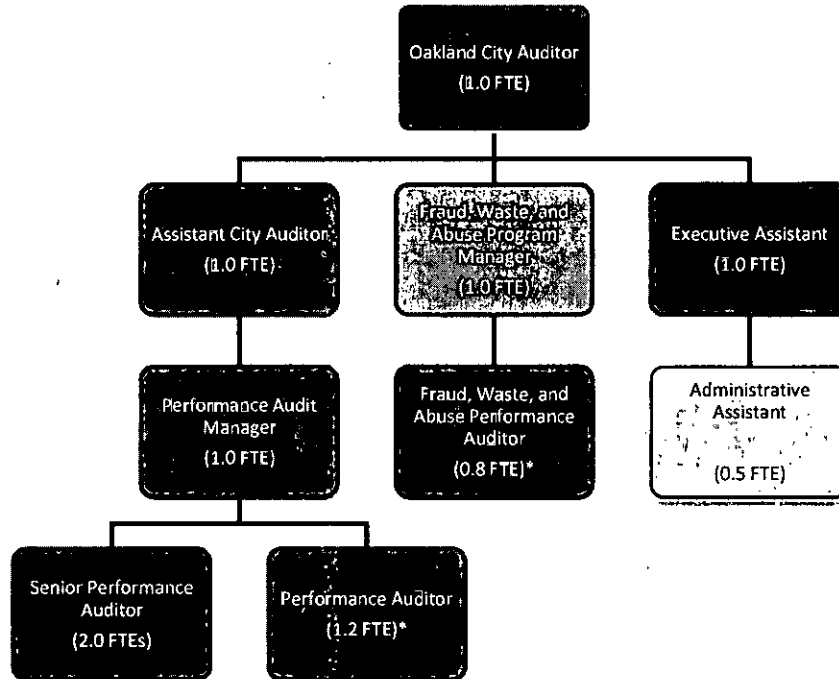 Oakland City Auditor
(1.0 FTE)
Assistant City Auditor
(1.0 FTE)
Fraud, Waste, and
Abuse Program
Manager
(1.0 FTE)
Executive Assistant
(1.0 FTE)
Performance Audit
Manager
(1.0 FTE)
Fraud, Waste, and
Abuse Performance
Auditor
(0.8 FTE)*
Administrative
Assistant
(0.5 FTE)
Senior Performance
Auditor
(2.0 FTEs)
Performance Auditor
(1.2 FTE)*